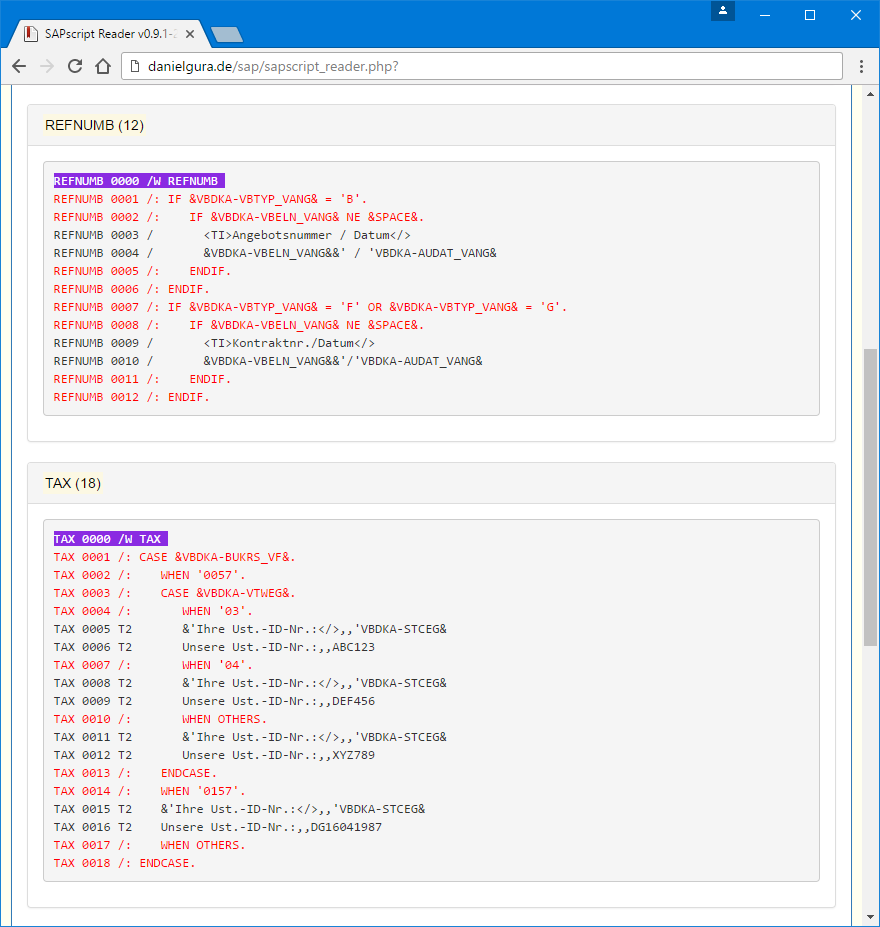 SAPscript Reader v0.9.1-2
danielgura.de/sap/sapscript_reader.php?
REFNUMB (12)
REFNUMB 0000 /W REFNUMB
REFNUMB 0001 /: IF &VBDKA-VBTYP_VANG& = 'B'.
REFNUMB 0002 /:    IF &VBDKA-VBELN_VANG& NE &SPACE&.
REFNUMB 0003 /       <TI>Angebotsnummer / Datum</>
REFNUMB 0004 /       &VBDKA-VBELN_VANG&&' / 'VBDKA-AUDAT_VANG&
REFNUMB 0005 /:    ENDIF.
REFNUMB 0006 /: ENDIF.
REFNUMB 0007 /: IF &VBDKA-VBTYP_VANG& = 'F' OR &VBDKA-VBTYP_VANG& = 'G'.
REFNUMB 0008 /:    IF &VBDKA-VBELN_VANG& NE &SPACE&.
REFNUMB 0009 /       <TI>Kontraktnr./Datum</>
REFNUMB 0010 /       &VBDKA-VBELN_VANG&&'/'VBDKA-AUDAT_VANG&
REFNUMB 0011 /:    ENDIF.
REFNUMB 0012 /: ENDIF.
TAX (18)
TAX 0000 /W TAX
TAX 0001 /: CASE &VBDKA-BUKRS_VF&.
TAX 0002 /:    WHEN '0057'.
TAX 0003 /:    CASE &VBDKA-VTWEG&.
TAX 0004 /:       WHEN '03'.
TAX 0005 T2       &'Ihre Ust.-ID-Nr.:</>,,'VBDKA-STCEG&
TAX 0006 T2       Unsere Ust.-ID-Nr.:,,ABC123
TAX 0007 /:       WHEN '04'.
TAX 0008 T2       &'Ihre Ust.-ID-Nr.:</>,,'VBDKA-STCEG&
TAX 0009 T2       Unsere Ust.-ID-Nr.:,,DEF456
TAX 0010 /:       WHEN OTHERS.
TAX 0011 T2       &'Ihre Ust.-ID-Nr.:</>,,'VBDKA-STCEG&
TAX 0012 T2       Unsere Ust.-ID-Nr.:,,XYZ789
TAX 0013 /:    ENDCASE.
TAX 0014 /:    WHEN '0157'.
TAX 0015 T2    &'Ihre Ust.-ID-Nr.:</>,,'VBDKA-STCEG&
TAX 0016 T2    Unsere Ust.-ID-Nr.:,,DG16041987
TAX 0017 /:    WHEN OTHERS.
TAX 0018 /: ENDCASE.